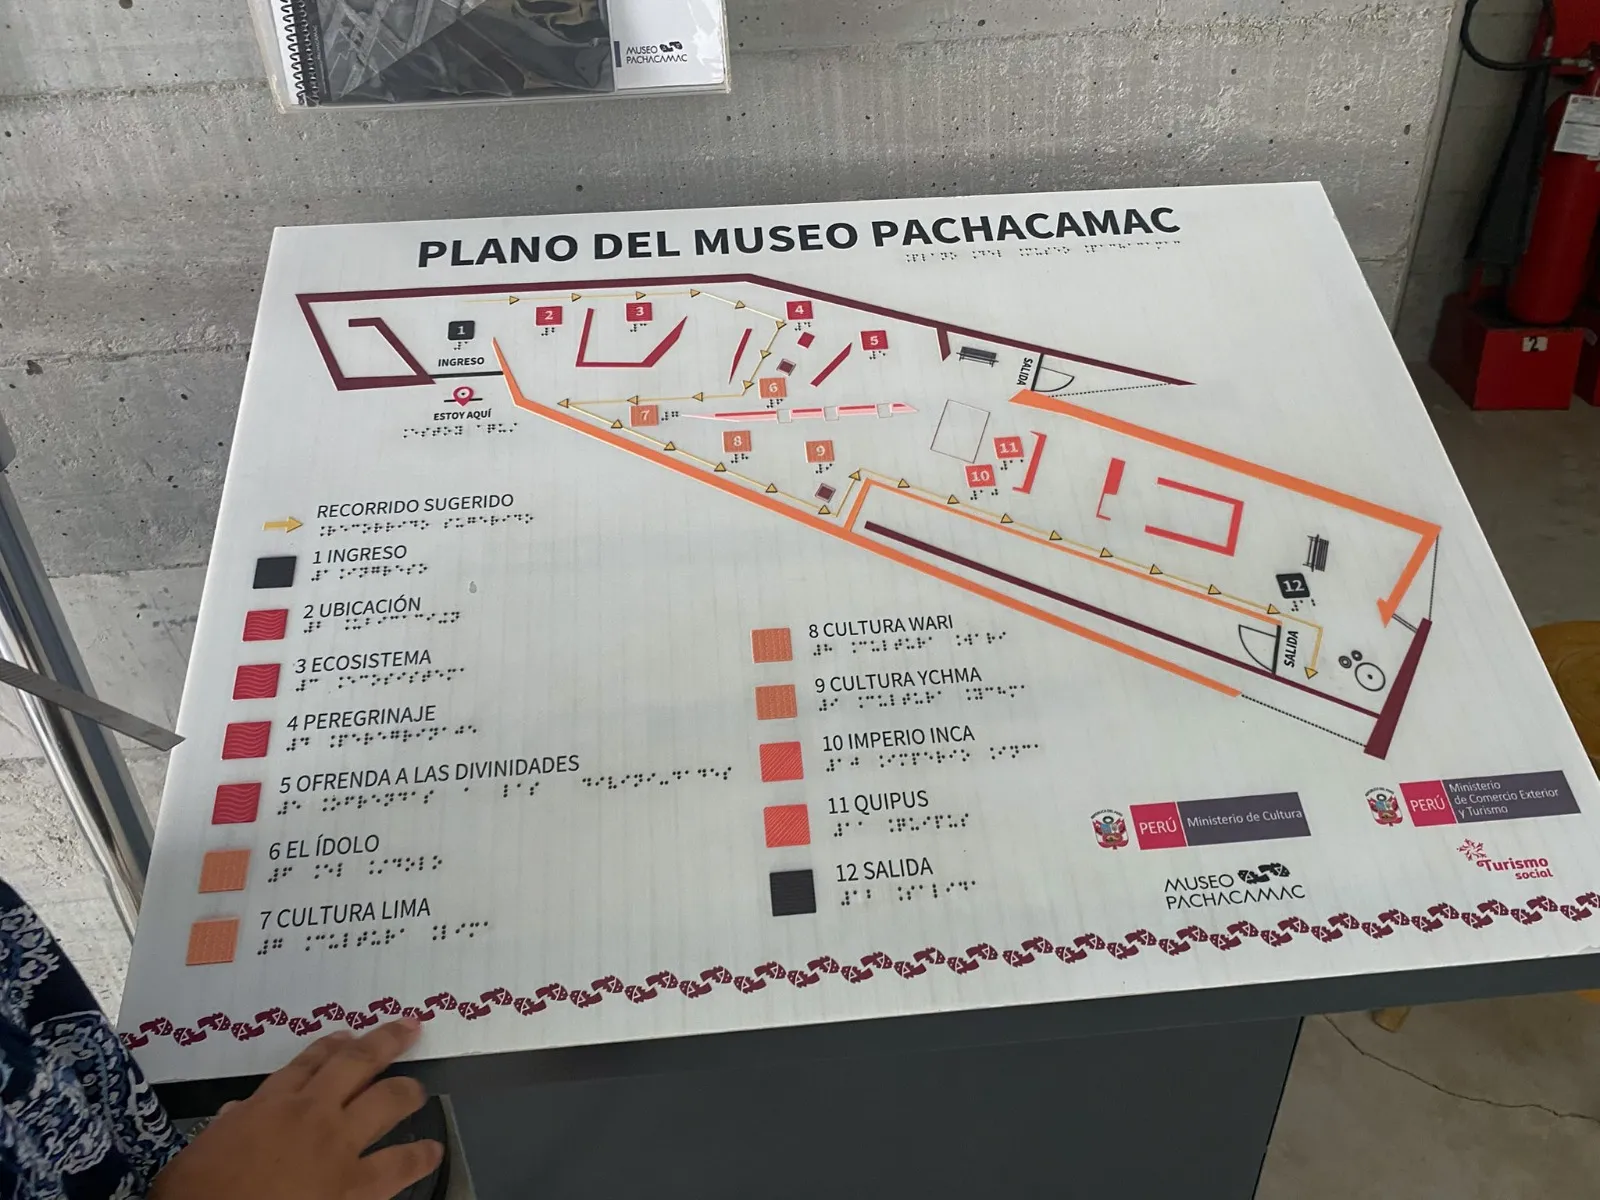 MUSEO
PACHACAMAC
PLANO DEL MUSEO PACHACAMAC
1
INGRESO
ESTOY AQUÍ
2
3
4
5
6
7
8
9
10
11
12
SALIDA
SALIDA
RECORRIDO SUGERIDO
1 INGRESO
2 UBICACIÓN
3 ECOSISTEMA
4 PEREGRINAJE
5 OFRENDA A LAS DIVINIDADES
6 EL ÍDOLO
7 CULTURA LIMA
8 CULTURA WARI
9 CULTURA YCHMA
10 IMPERIO INCA
11 QUIPUS
12 SALIDA
PERÚ Ministerio de Cultura
PERÚ Ministerio
de Comercio Exterior
y Turismo
MUSEO
PACHACAMAC
Turismo
social
2